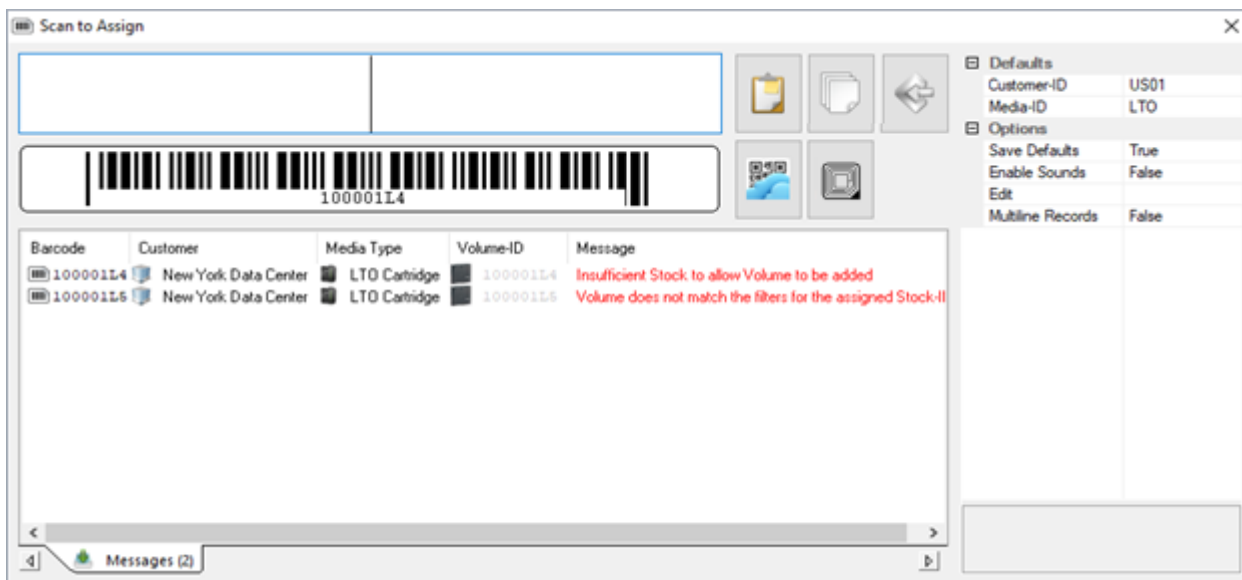 Scan to Assign
Defaults
Customer-ID US01
Media-ID LTO
Options
Save Defaults True
Enable Sounds False
Edit
Multiline Records False
100001L4
Barcode Customer Media Type Volume-ID Message
100001L4 New York Data Center LTO Cartridge 100001L4 Insufficient Stock to allow Volume to be added
100001L5 New York Data Center LTO Cartridge 100001L5 Volume does not match the filters for the assigned Stock-II
Messages (2)